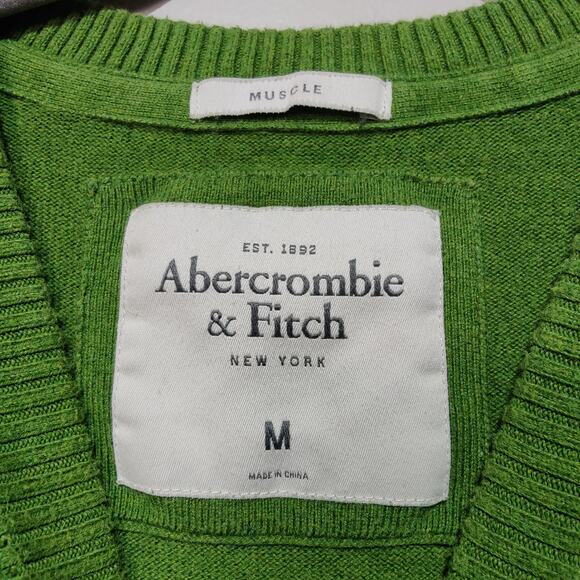 MUSCLE
EST. 1892
Abercrombie
& Fitch
NEW YORK
M
MADE IN CHINA